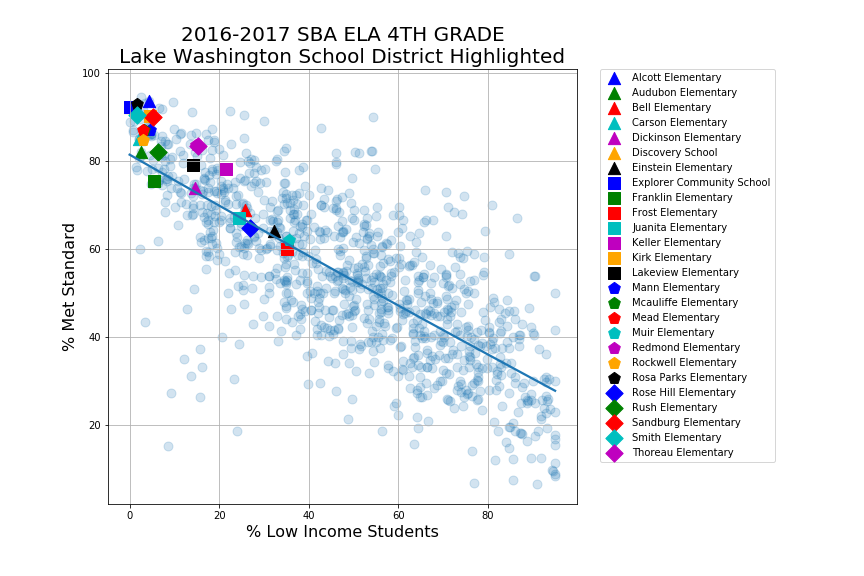 2016-2017 SBA ELA 4TH GRADE
Lake Washington School District Highlighted
100
80
60
40
20
% Met Standard
0
20
40
60
80
% Low Income Students
Alcott Elementary
Audubon Elementary
Bell Elementary
Carson Elementary
Dickinson Elementary
Discovery School
Einstein Elementary
Explorer Community School
Franklin Elementary
Frost Elementary
Juanita Elementary
Keller Elementary
Kirk Elementary
Lakeview Elementary
Mann Elementary
Mcauliffe Elementary
Mead Elementary
Muir Elementary
Redmond Elementary
Rockwell Elementary
Rosa Parks Elementary
Rose Hill Elementary
Rush Elementary
Sandburg Elementary
Smith Elementary
Thoreau Elementary